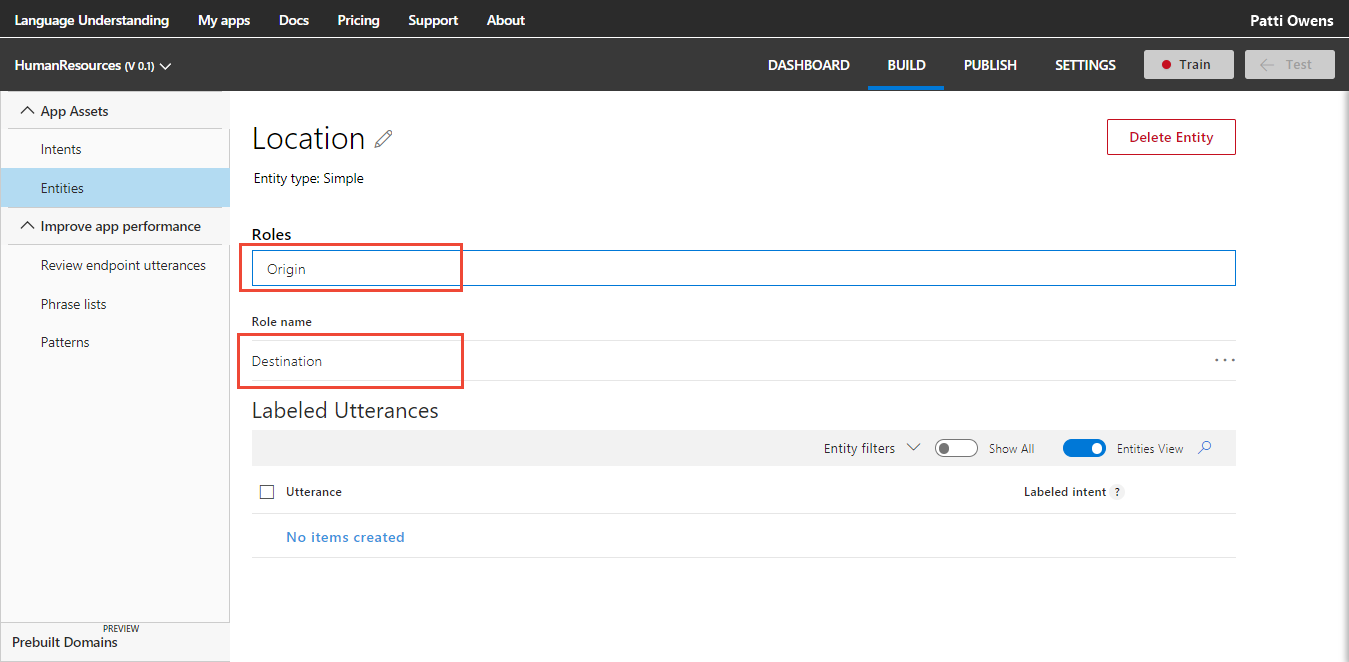 Language Understanding My apps Docs Pricing Support About Patti Owens
HumanResources (V 0.1) DASHBOARD BUILD PUBLISH SETTINGS Train Test
App Assets
Intents
Entities
Improve app performance
Review endpoint utterances
Phrase lists
Patterns
PREVIEW
Prebuilt Domains
Location Delete Entity
Entity type: Simple
Roles
Origin
Role name
Destination ...
Labeled Utterances
Entity filters Show All Entities View
Utterance Labeled intent ?
No items created